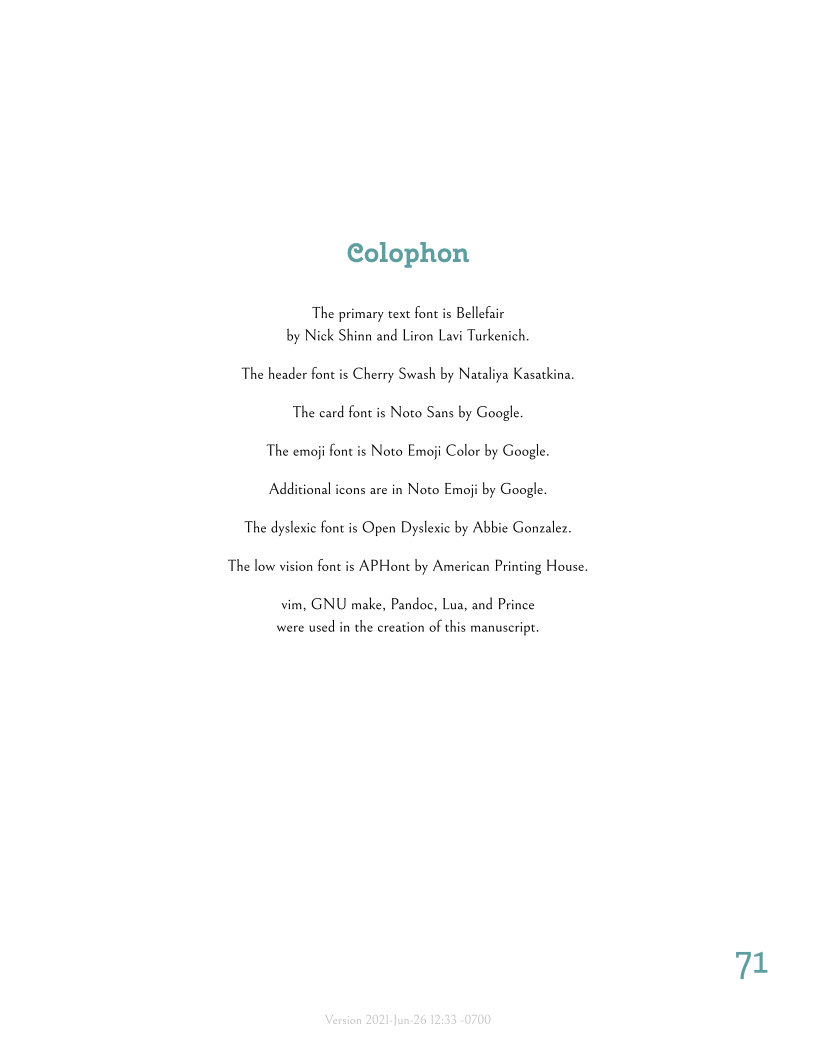 Colophon
The primary text font is Bellefair
by Nick Shinn and Liron Lavi Turkenich.
The header font is Cherry Swash by Nataliya Kasatkina.
The card font is Noto Sans by Google.
The emoji font is Noto Emoji Color by Google.
Additional icons are in Noto Emoji by Google.
The dyslexic font is Open Dyslexic by Abbie Gonzalez.
The low vision font is APHont by American Printing House.
vim, GNU make, Pandoc, Lua, and Prince
were used in the creation of this manuscript.
71
Version 2021-Jun-26 12:33 -0700